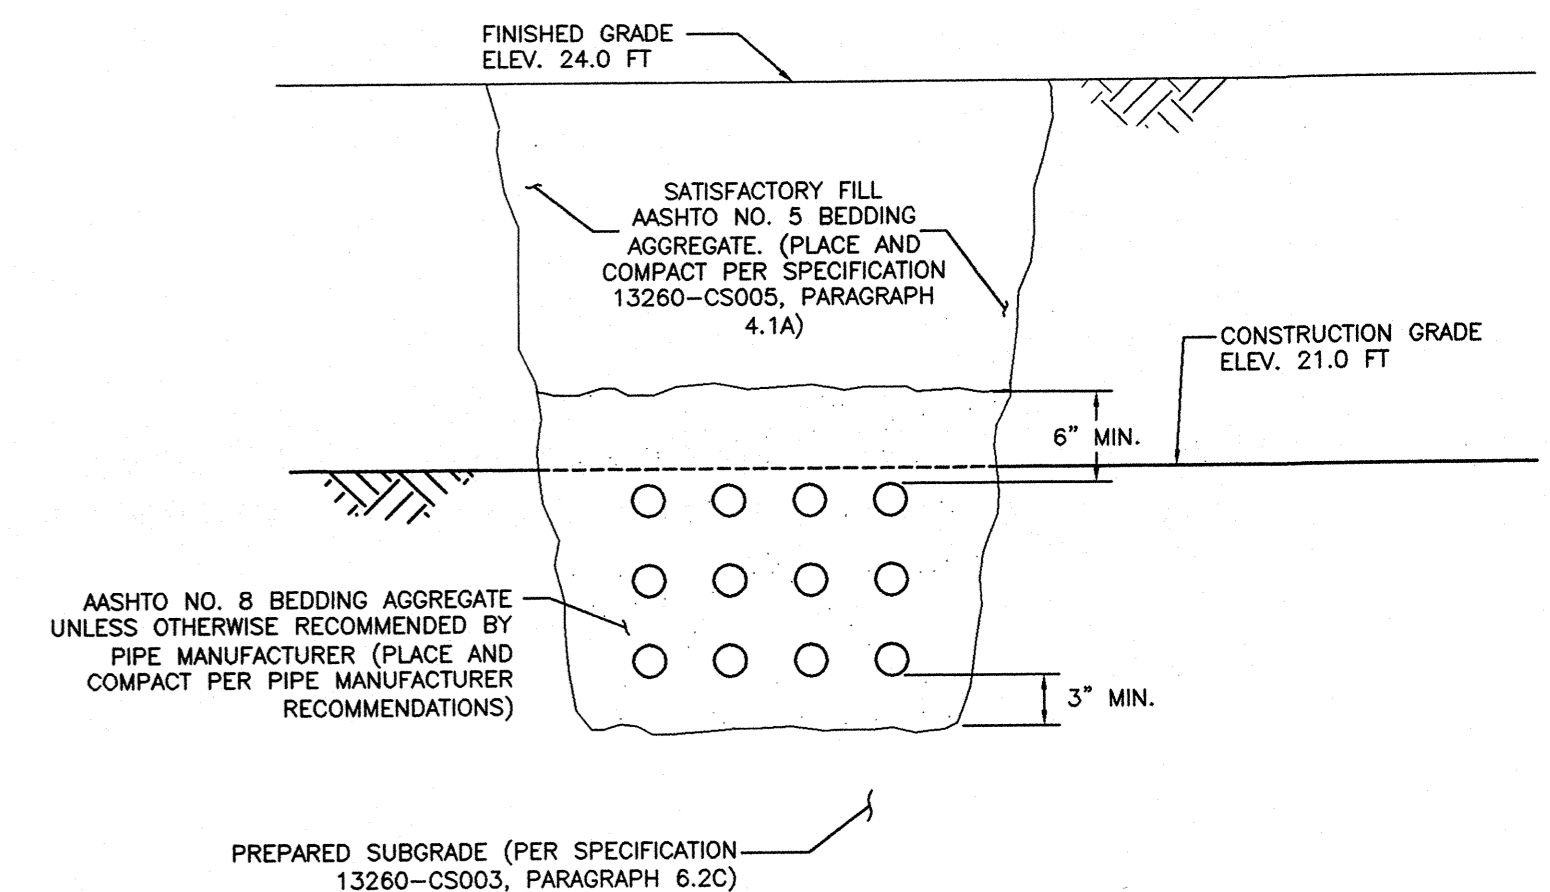 FINISHED GRADE
ELEV. 24.0 FT
SATISFACTORY FILL
AASHTO NO. 5 BEDDING
AGGREGATE. (PLACE AND
COMPACT PER SPECIFICATION
13260-CS005, PARAGRAPH
4.1A)
CONSTRUCTION GRADE
ELEV. 21.0 FT
6" MIN.
AASHTO NO. 8 BEDDING AGGREGATE
UNLESS OTHERWISE RECOMMENDED BY
PIPE MANUFACTURER (PLACE AND
COMPACT PER PIPE MANUFACTURER
RECOMMENDATIONS)
3" MIN.
PREPARED SUBGRADE (PER SPECIFICATION
13260-CS003, PARAGRAPH 6.2C)